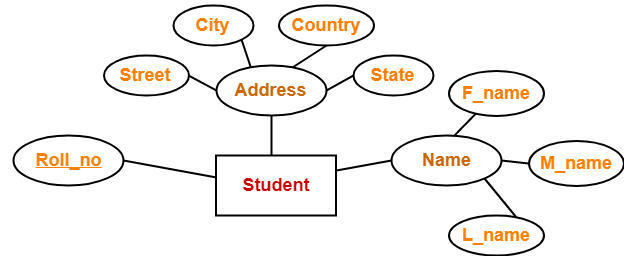 City
Country
Street
State
Address
F_name
Roll_no
Name
M_name
Student
L_name